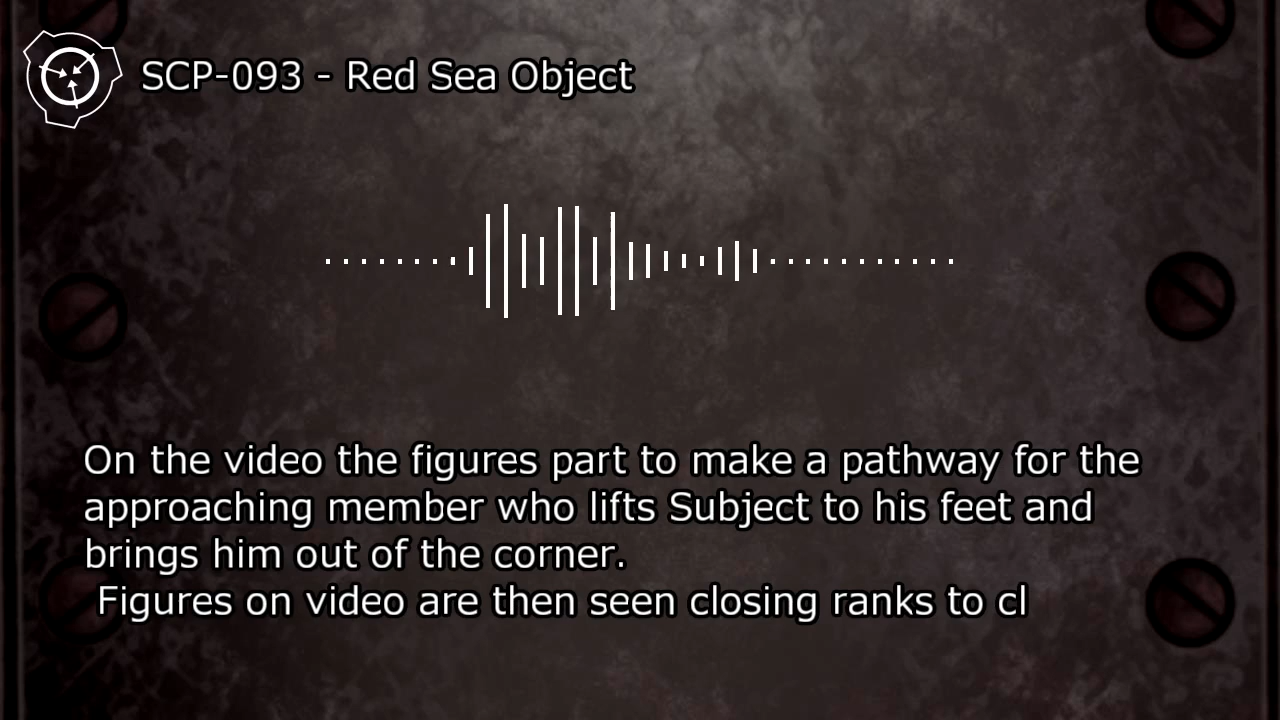 SCP-093 - Red Sea Object
On the video the figures part to make a pathway for the
approaching member who lifts Subject to his feet and
brings him out of the corner.
Figures on video are then seen closing ranks to cl